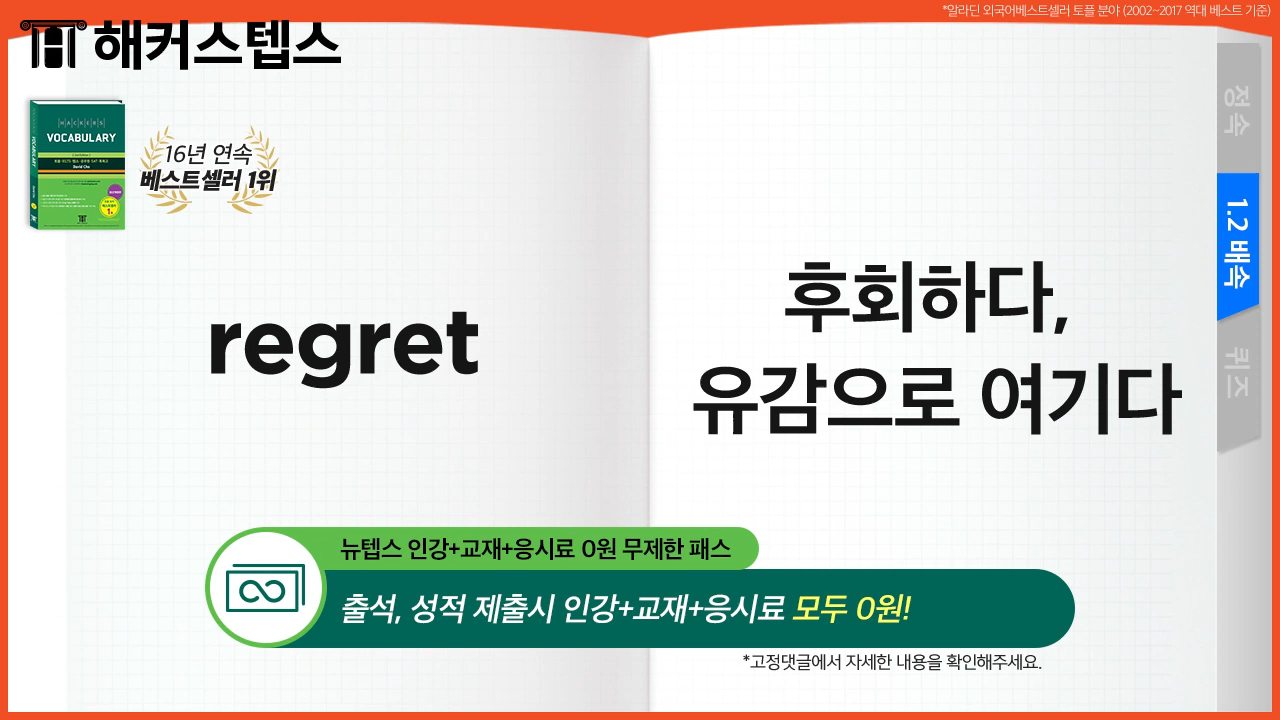 *알라딘 외국어베스트셀러 토플 분야 (2002~2017 역대 베스트 기준)
해커스텝스
HACKERS
VOCABULARY
16년 연속
베스트셀러 1위
정속
1.2 배속
퀴즈
regret
후회하다,
유감으로 여기다
뉴텝스 인강+교재+응시료 0원 무제한 패스
출석, 성적 제출시 인강+교재+응시료 모두 0원!
*고정댓글에서 자세한 내용을 확인해주세요.